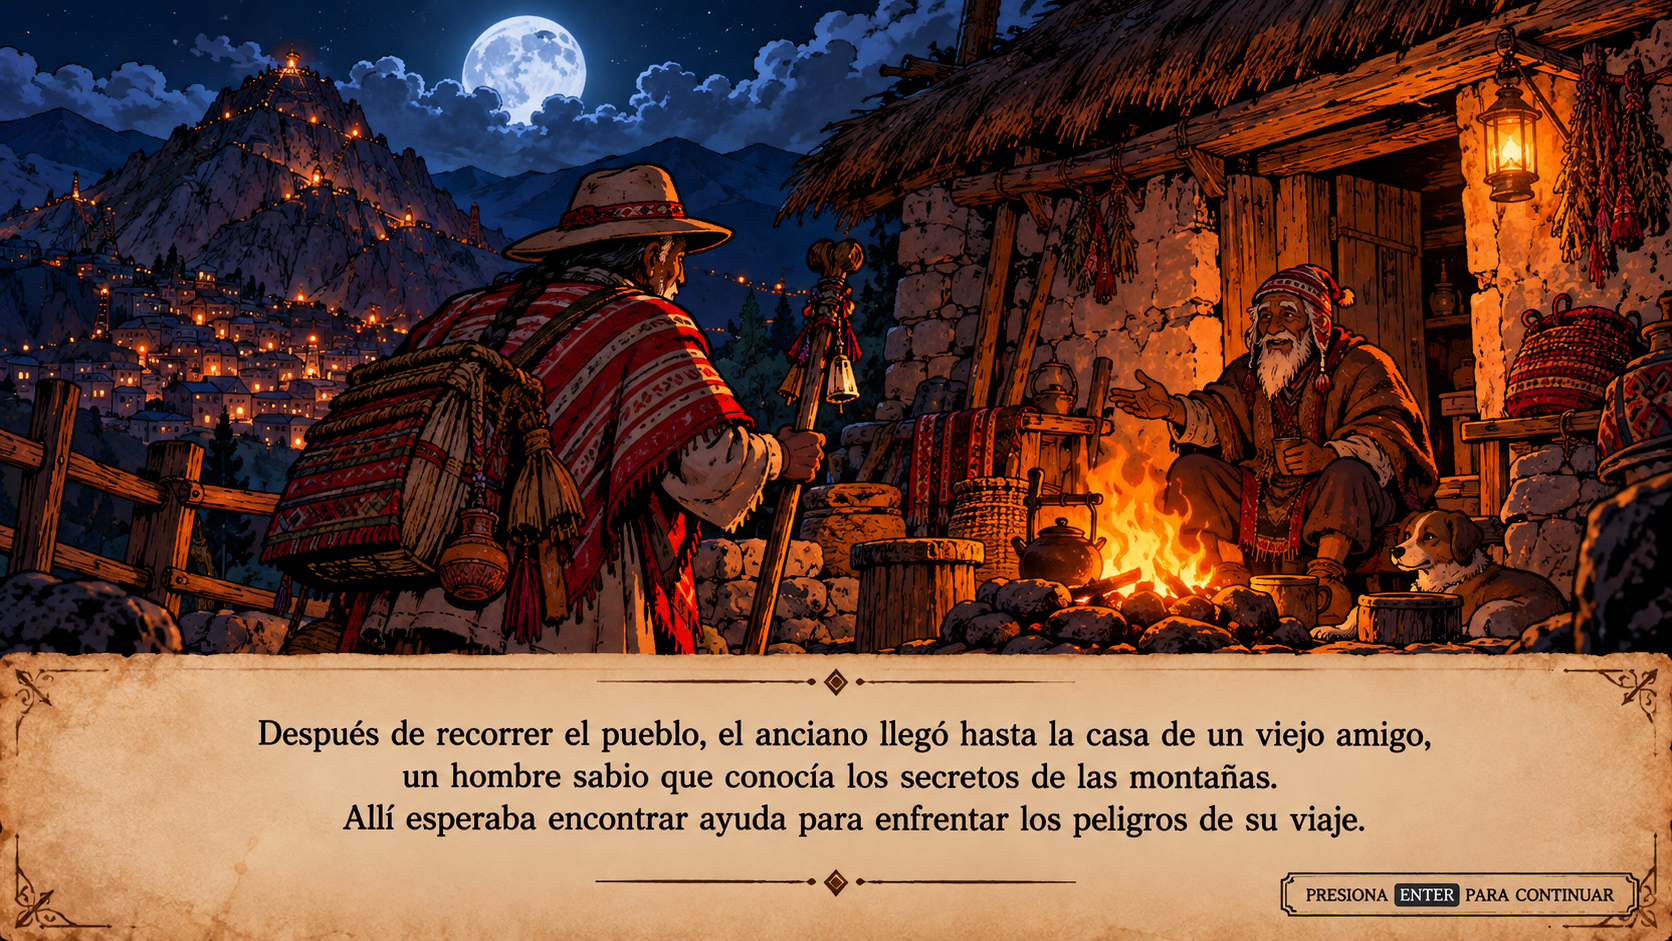 Después de recorrer el pueblo, el anciano llegó hasta la casa de un viejo amigo,
un hombre sabio que conocía los secretos de las montañas.
Allí esperaba encontrar ayuda para enfrentar los peligros de su viaje.
PRESIONA ENTER PARA CONTINUAR